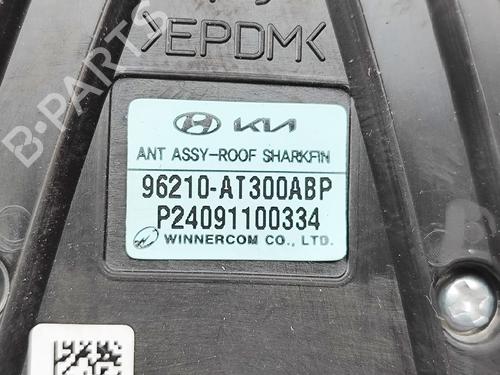 >EPDM<
KIA
ANT ASSY-ROOF SHARKFIN
96210-AT300ABP
P24091100334
WINNERCOM CO., LTD.
B-PARTS